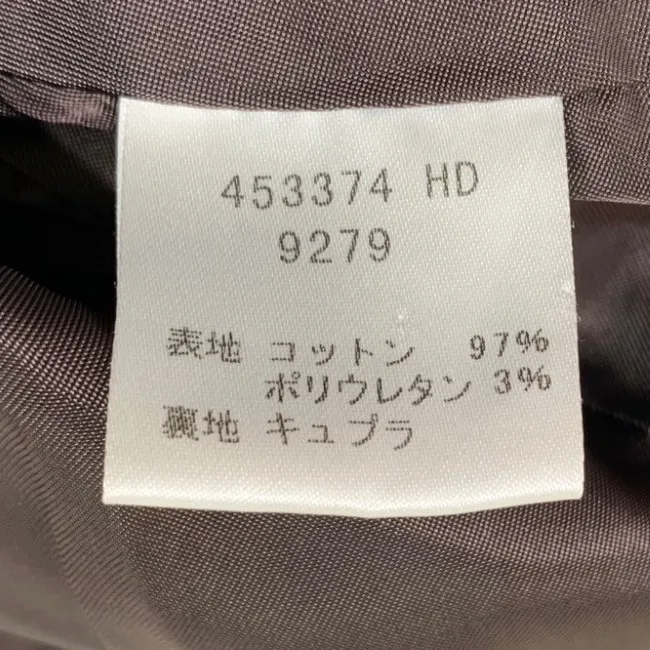 453374 HD
9279
表地 コットン 97%
ポリウレタン 3%
裏地 キュプラ